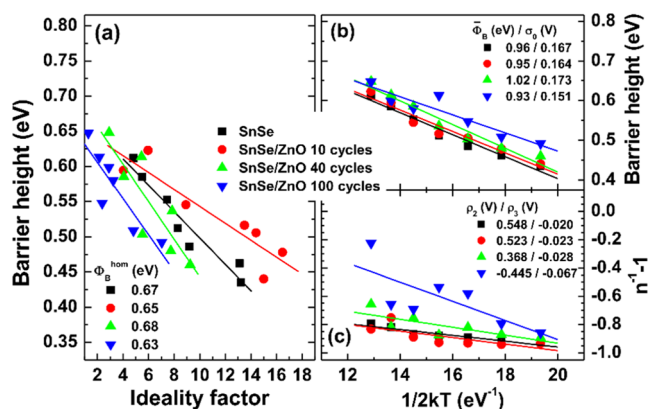 (a)
0.80
0.75
0.70
0.65
0.60
0.55
0.50
0.45
0.40
Barrier height (eV)
SnSe
SnSe/ZnO 10 cycles
SnSe/ZnO 40 cycles
SnSe/ZnO 100 cycles
Φ_B^hom (eV)
0.67
0.65
0.68
0.63
2 4 6 8 10 12 14 16 18
Ideality factor
(b)
Φ̄_B (eV) / σ₀ (V)
0.96 / 0.167
0.95 / 0.164
1.02 / 0.173
0.93 / 0.151
0.8
0.7
0.6
0.5
0.4
Barrier height (eV)
(c)
ρ₂ (V) / ρ₃ (V)
0.548 / -0.020
0.523 / -0.023
0.368 / -0.028
-0.445 / -0.067
0.0
-0.2
-0.4
-0.6
-0.8
-1.0
n⁻¹-1
12 14 16 18 20
1/2kT (eV⁻¹)